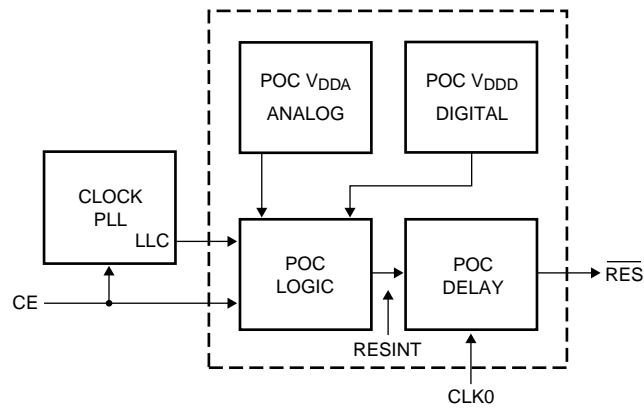 POC VDDA
ANALOG
POC VDDD
DIGITAL
CLOCK
PLL
LLC
POC
LOGIC
POC
DELAY
RES
CE
RESINT
CLK0